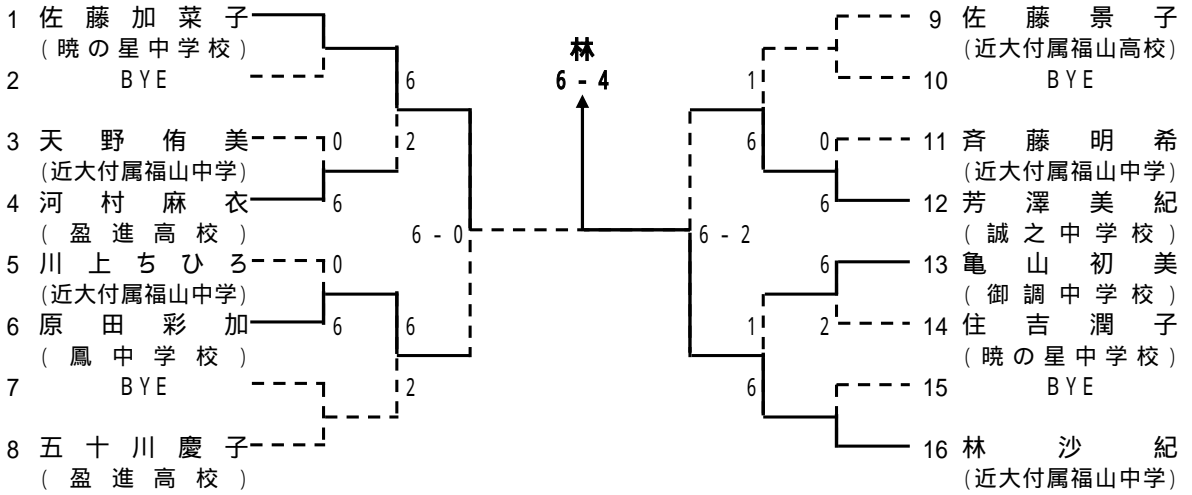 1 佐藤加菜子
(暁の星中学校)
2 BYE
3 天野侑美
(近大付属福山中学)
4 河村麻衣
(盈進高校)
5 川上ちひろ
(近大付属福山中学)
6 原田彩加
(鳳中学校)
7 BYE
8 五十川慶子
(盈進高校)
6
2
0
6
0
6
6
2
6-0
林
6-4
6-2
1
6
0
6
6
2
1
6
9 佐藤景子
(近大付属福山高校)
10 BYE
11 斉藤明希
(近大付属福山中学)
12 芳澤美紀
(誠之中学校)
13 亀山初美
(御調中学校)
14 住吉潤子
(暁の星中学校)
15 BYE
16 林沙紀
(近大付属福山中学)